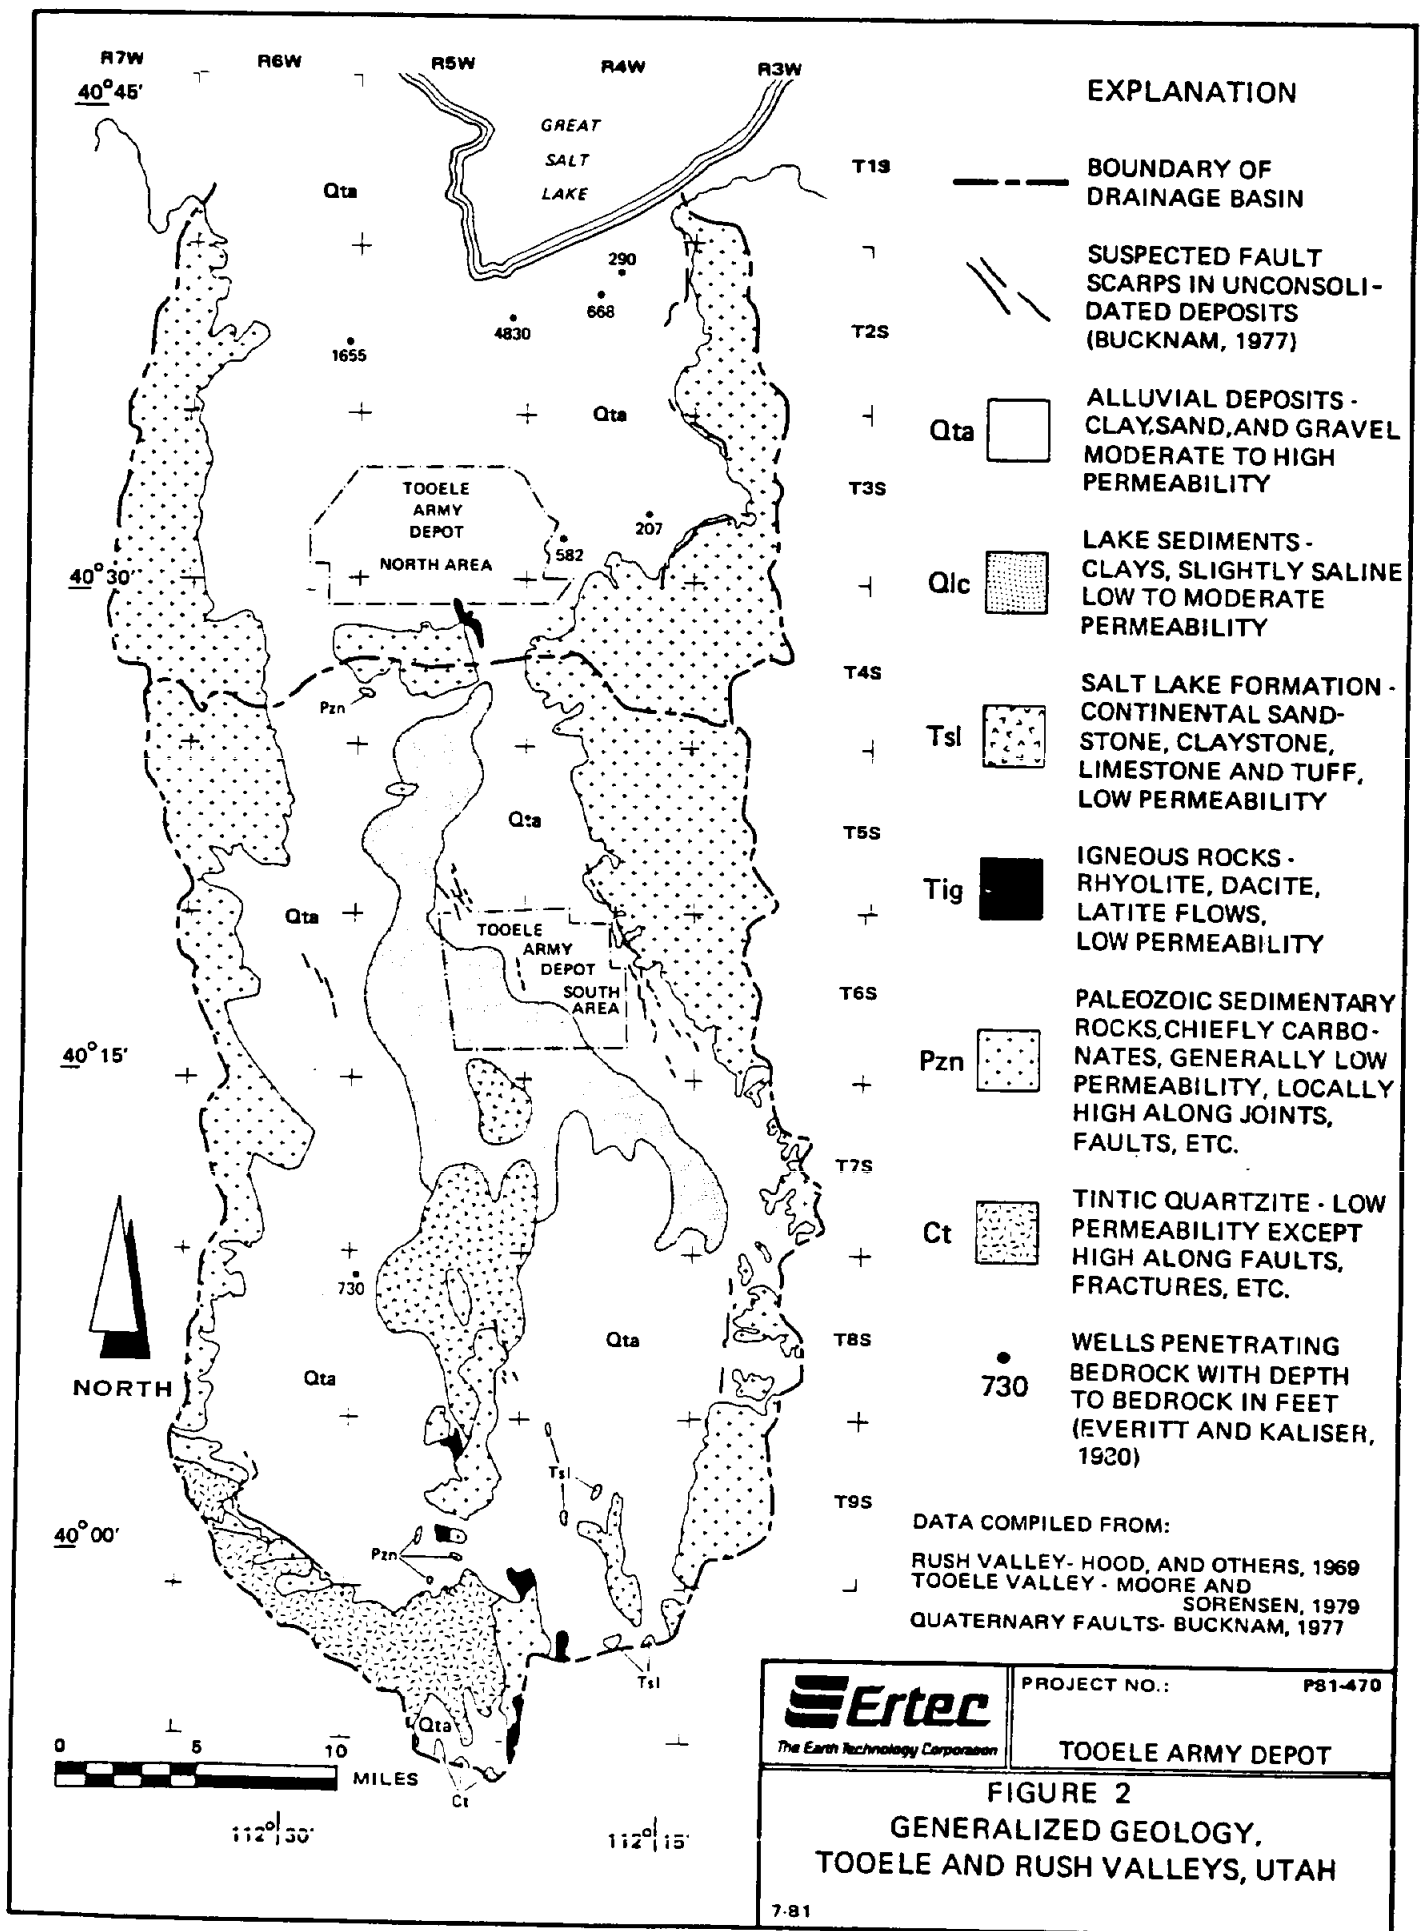 R7W R6W R5W R4W R3W
40°45'
GREAT
SALT
LAKE
T1S
Qta
290
668
4830
1655
T2S
Qta
TOOELE
ARMY
DEPOT
NORTH AREA
T3S
207
582
40°30'
T4S
Pzn
Qta
T5S
Qta
TOOELE
ARMY
DEPOT
SOUTH
AREA
T6S
40°15'
T7S
730
Qta
T8S
NORTH
Qta
Tsl
T9S
40°00'
Pzn
Tsl
Qta
Ct
0 5 10
MILES
112°30' 112°15'
EXPLANATION
BOUNDARY OF
DRAINAGE BASIN
SUSPECTED FAULT
SCARPS IN UNCONSOLI-
DATED DEPOSITS
(BUCKNAM, 1977)
Qta
ALLUVIAL DEPOSITS -
CLAY,SAND,AND GRAVEL
MODERATE TO HIGH
PERMEABILITY
Qlc
LAKE SEDIMENTS -
CLAYS, SLIGHTLY SALINE
LOW TO MODERATE
PERMEABILITY
Tsl
SALT LAKE FORMATION -
CONTINENTAL SAND-
STONE, CLAYSTONE,
LIMESTONE AND TUFF,
LOW PERMEABILITY
Tig
IGNEOUS ROCKS -
RHYOLITE, DACITE,
LATITE FLOWS,
LOW PERMEABILITY
Pzn
PALEOZOIC SEDIMENTARY
ROCKS,CHIEFLY CARBO-
NATES, GENERALLY LOW
PERMEABILITY, LOCALLY
HIGH ALONG JOINTS,
FAULTS, ETC.
Ct
TINTIC QUARTZITE - LOW
PERMEABILITY EXCEPT
HIGH ALONG FAULTS,
FRACTURES, ETC.
730
WELLS PENETRATING
BEDROCK WITH DEPTH
TO BEDROCK IN FEET
(EVERITT AND KALISER,
1980)
DATA COMPILED FROM:
RUSH VALLEY- HOOD, AND OTHERS, 1969
TOOELE VALLEY - MOORE AND
SORENSEN, 1979
QUATERNARY FAULTS- BUCKNAM, 1977
Ertec
The Earth Technology Corporation
PROJECT NO.: P81-470
TOOELE ARMY DEPOT
FIGURE 2
GENERALIZED GEOLOGY,
TOOELE AND RUSH VALLEYS, UTAH
7-81